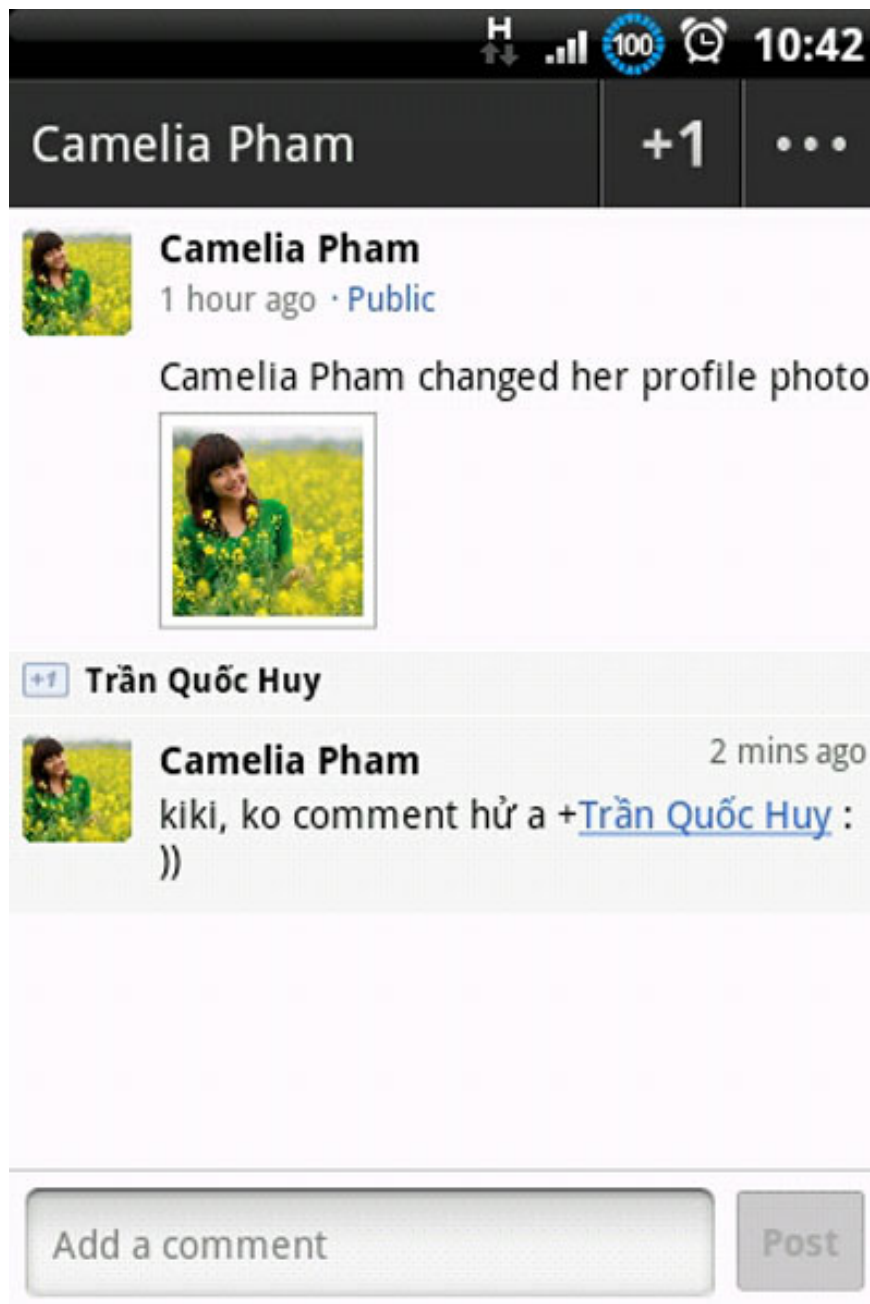 H 100 10:42
Camelia Pham +1
Camelia Pham
1 hour ago · Public
Camelia Pham changed her profile photo
+1 Trần Quốc Huy
Camelia Pham 2 mins ago
kiki, ko comment hử a +Trần Quốc Huy :
))
Add a comment Post